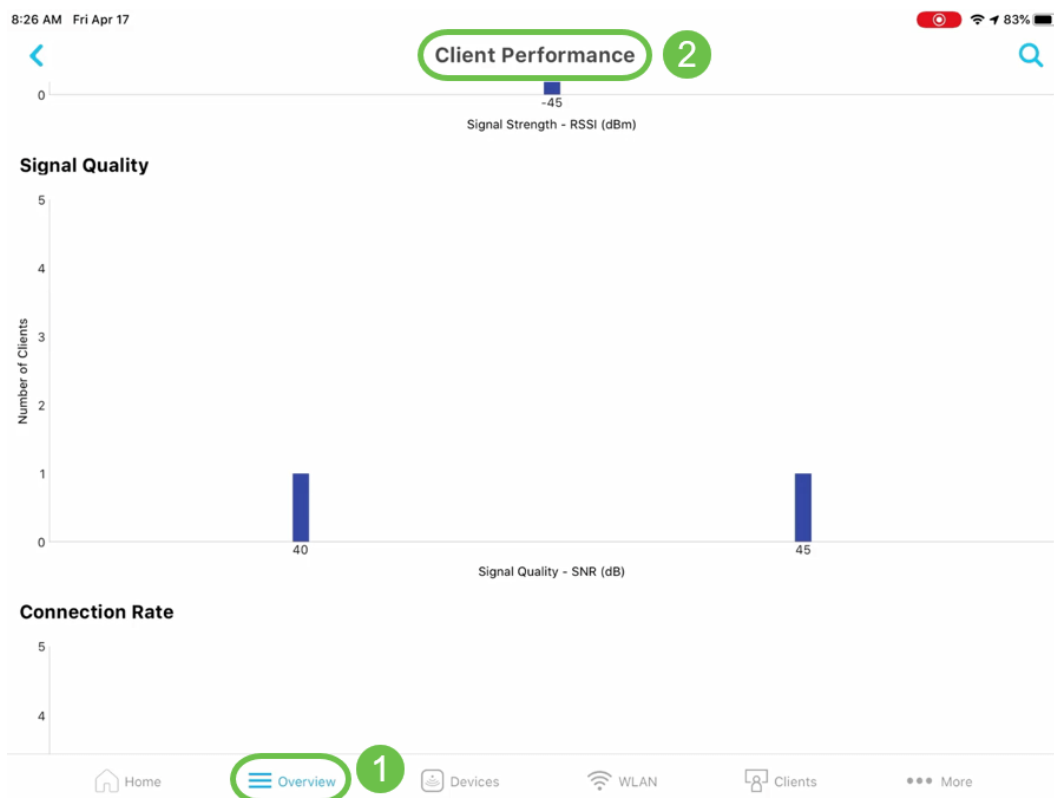 8:26 AM Fri Apr 17 83%
Client Performance 2
0
-45
Signal Strength - RSSI (dBm)
Signal Quality
5
4
3
2
1
0
Number of Clients
40 45
Signal Quality - SNR (dB)
Connection Rate
5
4
Home Overview 1 Devices WLAN Clients More